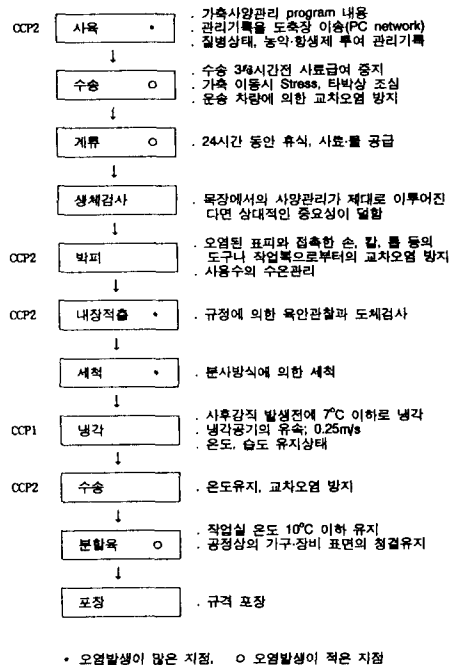 CCP2 사육 • . 가축사양관리 program 내용
. 관리기록을 도축장 이송(PC network)
. 질병상태, 농약·항생제 투여 관리기록
↓
수송 ○ . 수송 시간전 사료급여 중지
. 가축 이동시 Stress, 타박상 조심
. 운송 차량에 의한 교차오염 방지
↓
계류 ○ . 24시간 동안 휴식, 사료·물 공급
↓
생체검사 . 목장에서의 사양관리가 제대로 이루어진
다면 상대적인 중요성이 덜함
↓
CCP2 박피 . 오염된 표피와 접촉한 손, 칼, 톱 등의
도구나 작업복으로부터의 교차오염 방지
. 사용수의 수온관리
↓
CCP2 내장적출 • . 규정에 의한 육안관찰과 도체검사
↓
세척 • . 분사방식에 의한 세척
↓
CCP1 냉각 . 사후강직 발생전에 7°C 이하로 냉각
. 냉각공기의 유속; 0.25m/s
. 온도, 습도 유지상태
CCP2 수송 . 온도유지, 교차오염 방지
↓
분할육 ○ . 작업실 온도 10°C 이하 유지
. 공정상의 기구·장비 표면의 청결유지
↓
포장 . 규격 포장
• 오염발생이 많은 지점, ○ 오염발생이 적은 지점